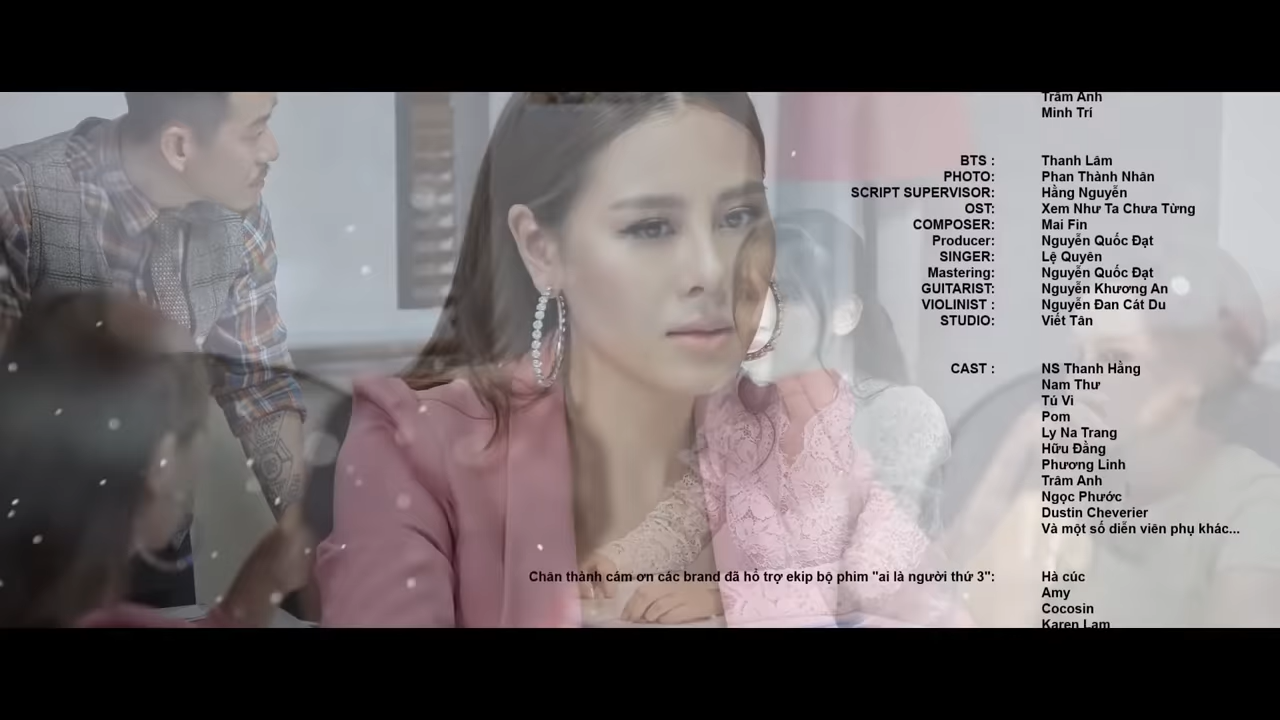 Trâm Anh
Minh Trí
BTS : Thanh Lâm
PHOTO: Phan Thành Nhân
SCRIPT SUPERVISOR: Hằng Nguyễn
OST: Xem Như Ta Chưa Từng
COMPOSER: Mai Fin
Producer: Nguyễn Quốc Đạt
SINGER: Lệ Quyên
Mastering: Nguyễn Quốc Đạt
GUITARIST: Nguyễn Khương An
VIOLINIST : Nguyễn Đan Cát Du
STUDIO: Viết Tân
CAST : NS Thanh Hằng
Nam Thư
Tú Vi
Pom
Ly Na Trang
Hữu Đằng
Phương Linh
Trâm Anh
Ngọc Phước
Dustin Cheverier
Và một số diễn viên phụ khác...
Chân thành cám ơn các brand đã hỗ trợ ekip bộ phim "ai là người thứ 3": Hà cúc
Amy
Cocosin
Karen Lam